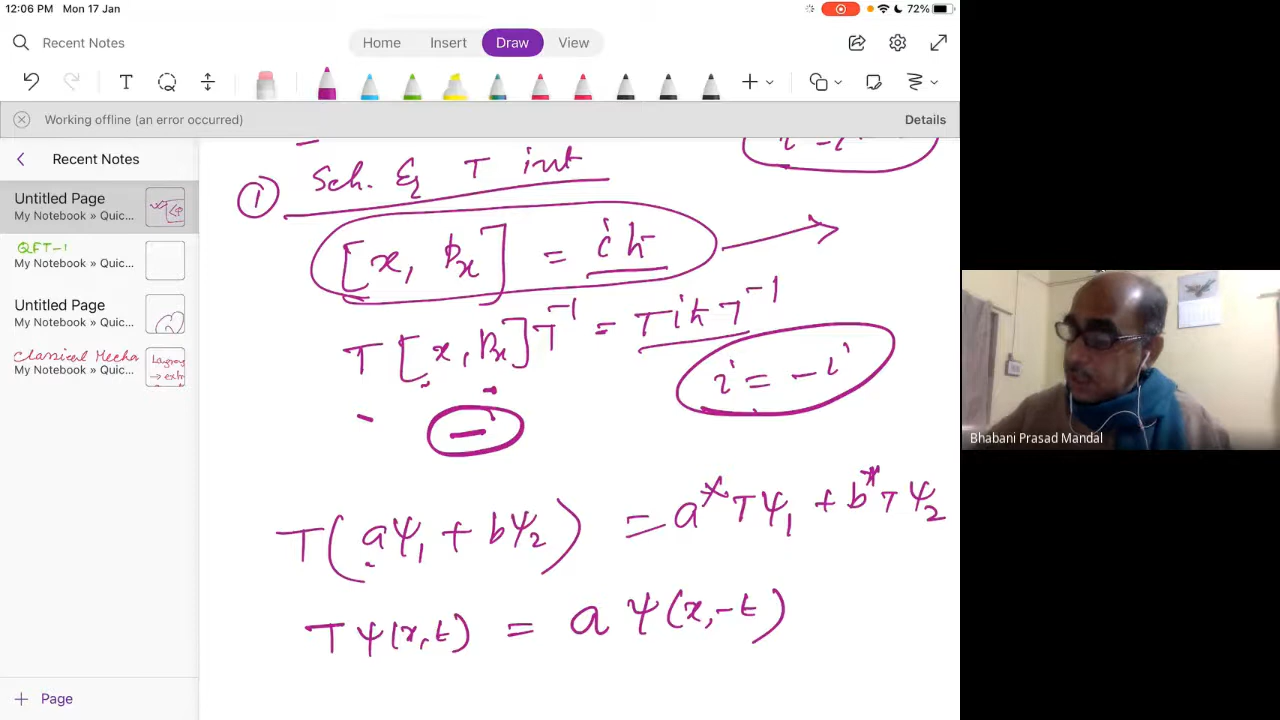 12:06 PM Mon 17 Jan
72%
Recent Notes
Home Insert Draw View
Working offline (an error occurred)
Details
Recent Notes
Untitled Page
My Notebook » Quic...
QFT-1
My Notebook » Quic...
Untitled Page
My Notebook » Quic...
Classical Mecha
My Notebook » Quic...
+ Page
① Sch. Eq T int
[x, Px] = iℏ
T[x, Px]T⁻¹ = TiℏT⁻¹
i = -i
-
T(aψ₁ + bψ₂) = a*Tψ₁ + b*Tψ₂
Tψ(x,t) = aψ(x,-t)
Bhabani Prasad Mandal